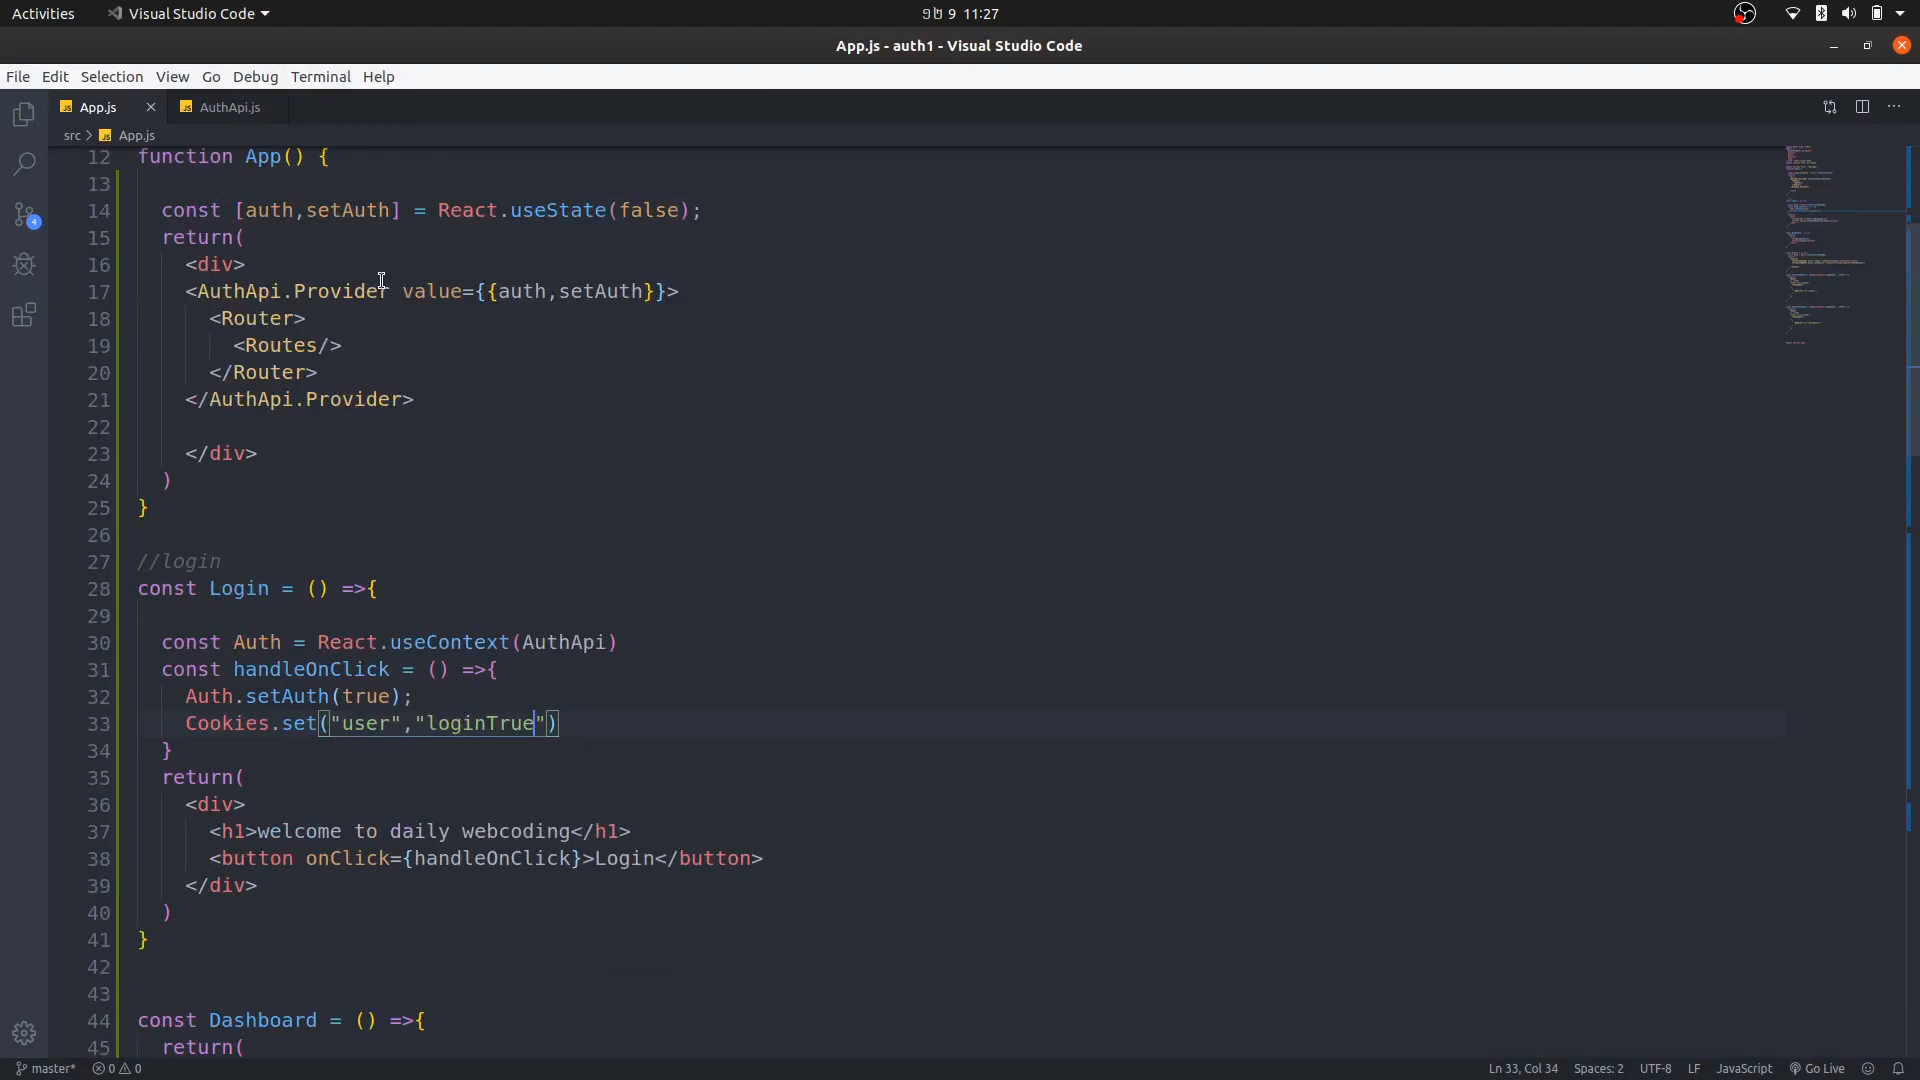 Activities
Visual Studio Code
9 11:27
App.js - auth1 - Visual Studio Code
File Edit Selection View Go Debug Terminal Help
App.js
AuthApi.js
src > App.js
12 function App() {
13
14 const [auth,setAuth] = React.useState(false);
15 return(
16 <div>
17 <AuthApi.Provider value={{auth,setAuth}}>
18 <Router>
19 <Routes/>
20 </Router>
21 </AuthApi.Provider>
22
23 </div>
24 )
25 }
26
27 //login
28 const Login = () =>{
29
30 const Auth = React.useContext(AuthApi)
31 const handleOnClick = () =>{
32 Auth.setAuth(true);
33 Cookies.set("user","loginTrue")
34 }
35 return(
36 <div>
37 <h1>welcome to daily webcoding</h1>
38 <button onClick={handleOnClick}>Login</button>
39 </div>
40 )
41 }
42
43
44 const Dashboard = () =>{
45 return(
4
master* 0 0
Ln 33, Col 34 Spaces: 2 UTF-8 LF JavaScript Go Live